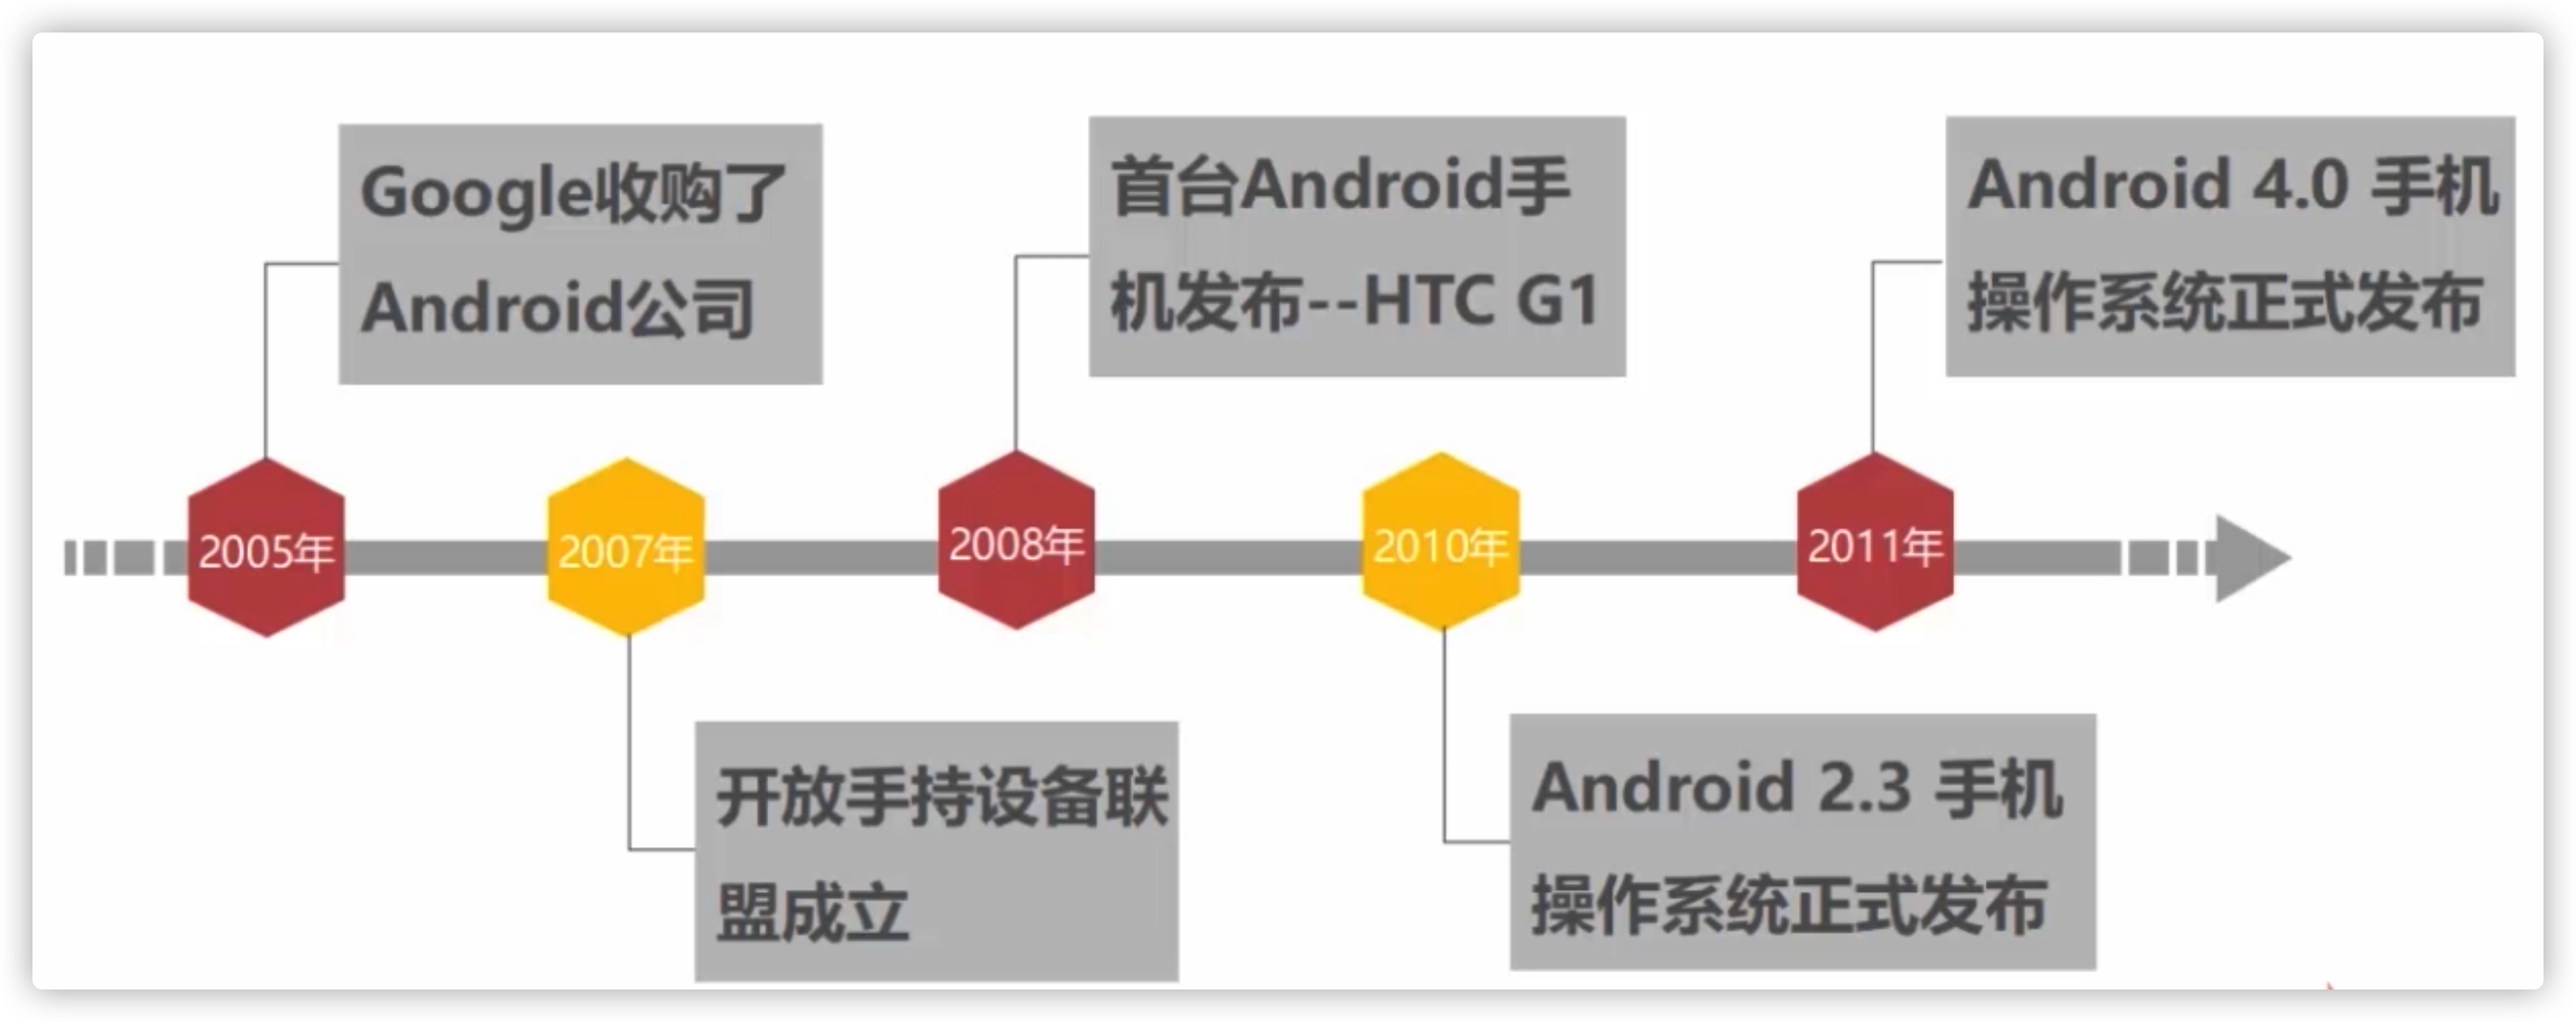 Google收购了
Android公司
首台Android手
机发布--HTC G1
Android 4.0 手机
操作系统正式发布
2005年
2007年
2008年
2010年
2011年
开放手持设备联
盟成立
Android 2.3 手机
操作系统正式发布